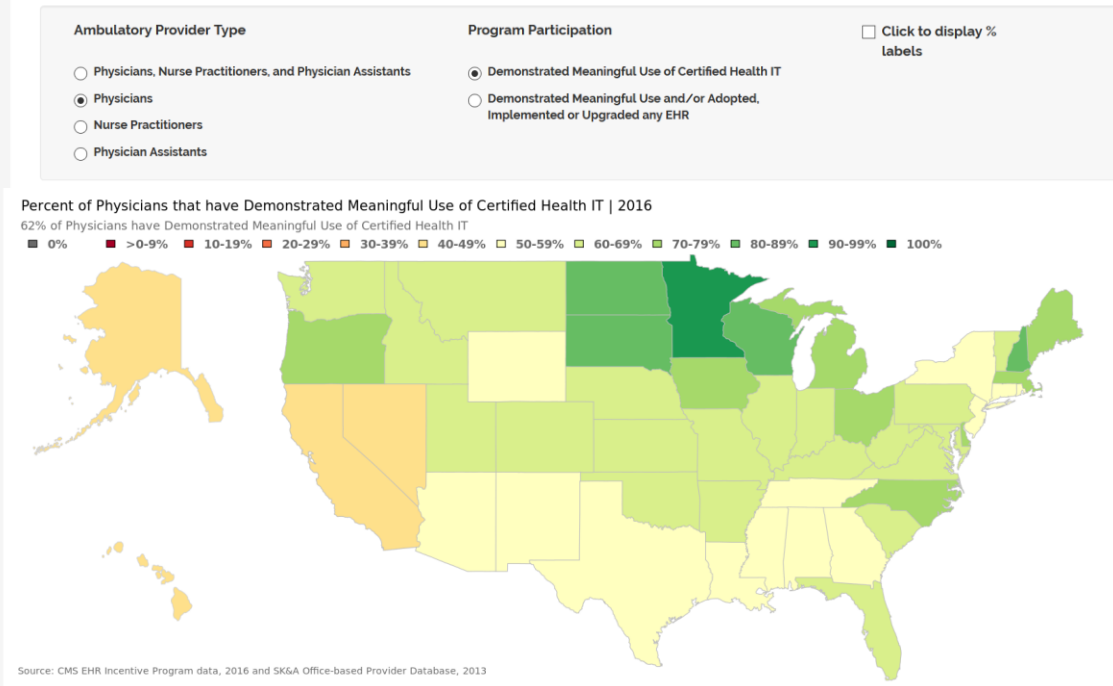 Ambulatory Provider Type
Physicians, Nurse Practitioners, and Physician Assistants
Physicians
Nurse Practitioners
Physician Assistants
Program Participation
Demonstrated Meaningful Use of Certified Health IT
Demonstrated Meaningful Use and/or Adopted,
Implemented or Upgraded any EHR
Click to display %
labels
Percent of Physicians that have Demonstrated Meaningful Use of Certified Health IT | 2016
62% of Physicians have Demonstrated Meaningful Use of Certified Health IT
0% >0-9% 10-19% 20-29% 30-39% 40-49% 50-59% 60-69% 70-79% 80-89% 90-99% 100%
Source: CMS EHR Incentive Program data, 2016 and SK&A Office-based Provider Database, 2013